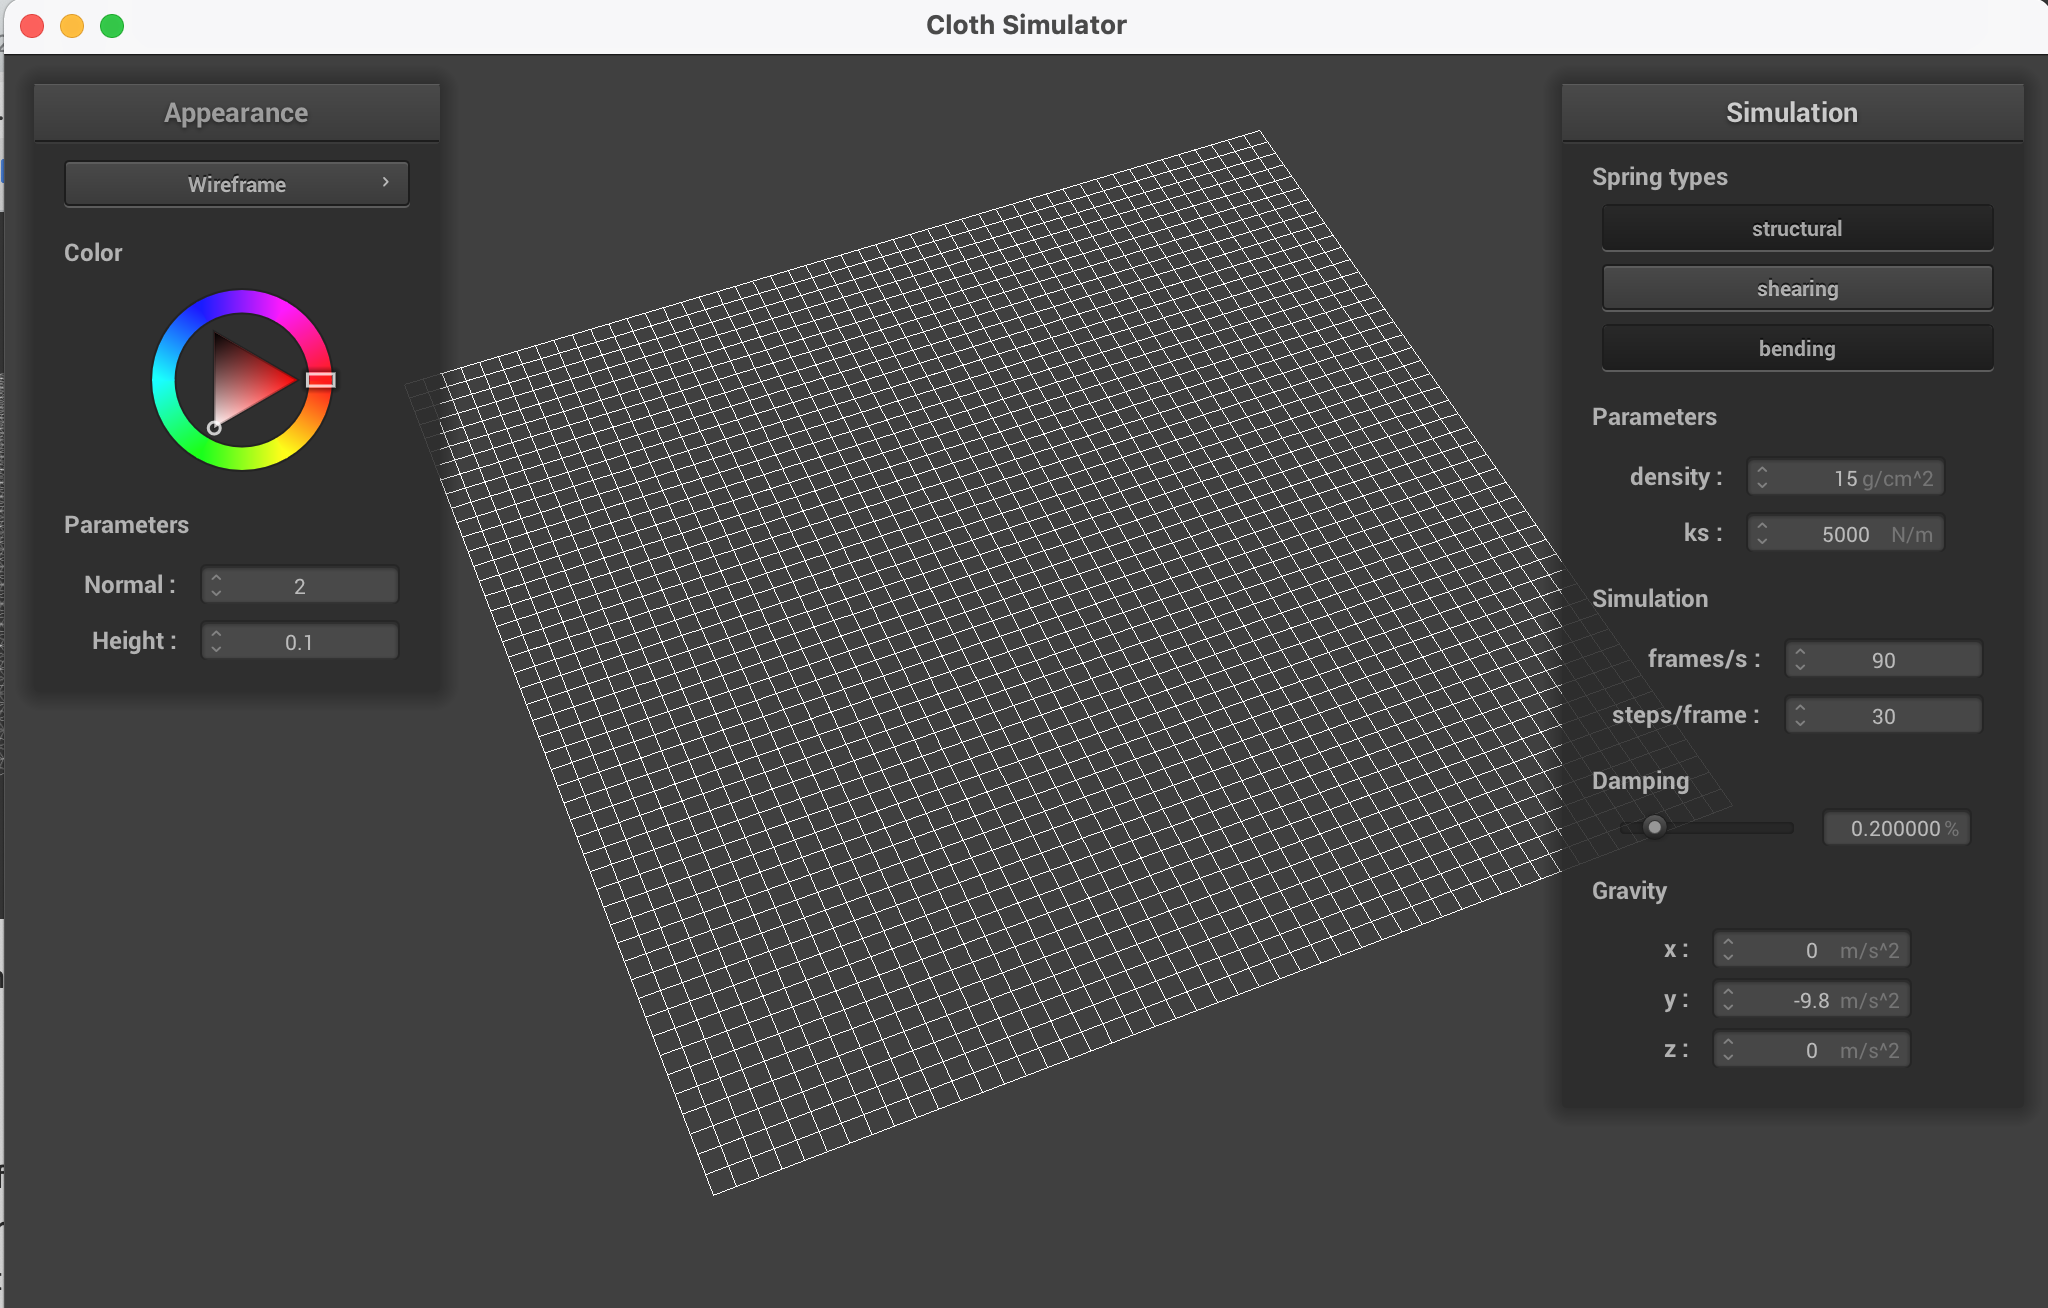 Cloth Simulator
Appearance
Wireframe
Color
Parameters
Normal : 2
Height : 0.1
Simulation
Spring types
structural
shearing
bending
Parameters
density : 15 g/cm^2
ks : 5000 N/m
Simulation
frames/s : 90
steps/frame : 30
Damping
0.200000 %
Gravity
x : 0 m/s^2
y : -9.8 m/s^2
z : 0 m/s^2